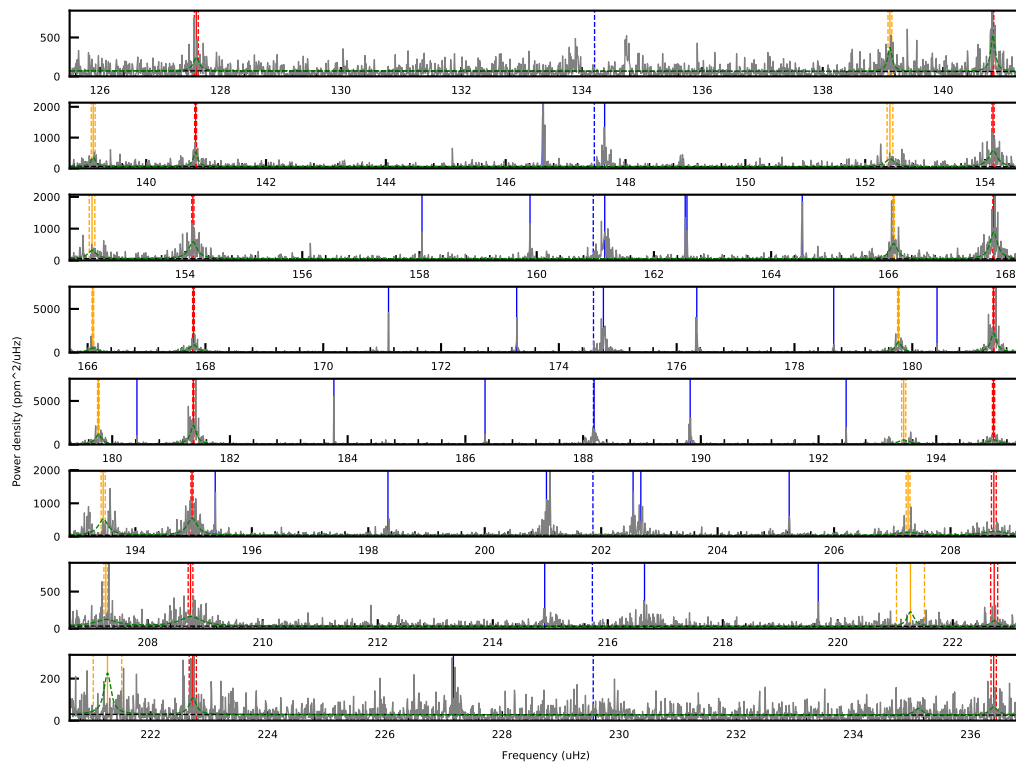 500
0
126 128 130 132 134 136 138 140
2000
1000
0
140 142 144 146 148 150 152 154
2000
1000
0
154 156 158 160 162 164 166 168
5000
0
166 168 170 172 174 176 178 180
5000
0
180 182 184 186 188 190 192 194
2000
1000
0
194 196 198 200 202 204 206 208
500
0
208 210 212 214 216 218 220 222
200
0
222 224 226 228 230 232 234 236
Power density (ppm^2/uHz)
Frequency (uHz)